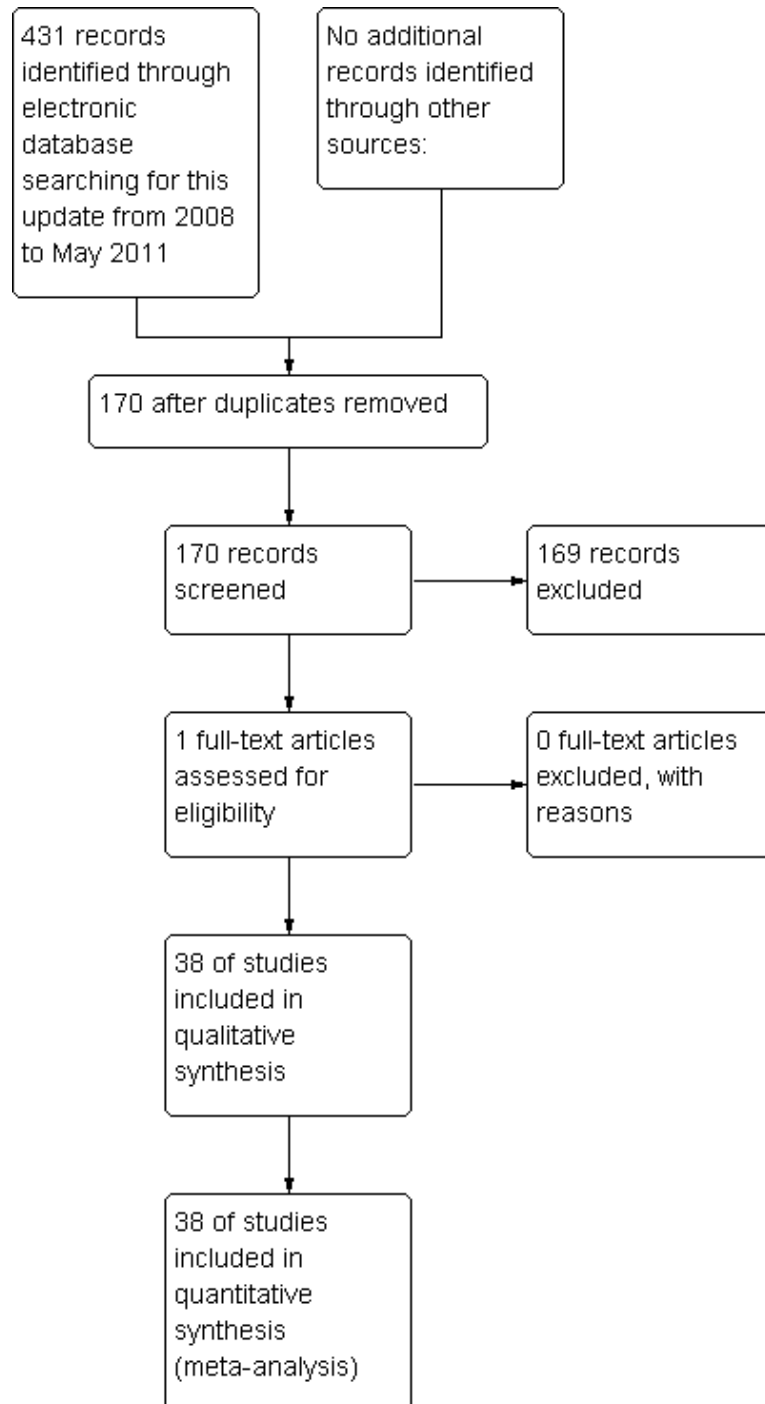 431 records
identified through
electronic
database
searching for this
update from 2008
to May 2011
No additional
records identified
through other
sources:
170 after duplicates removed
170 records
screened
169 records
excluded
1 full-text articles
assessed for
eligibility
0 full-text articles
excluded, with
reasons
38 of studies
included in
qualitative
synthesis
38 of studies
included in
quantitative
synthesis
(meta-analysis)